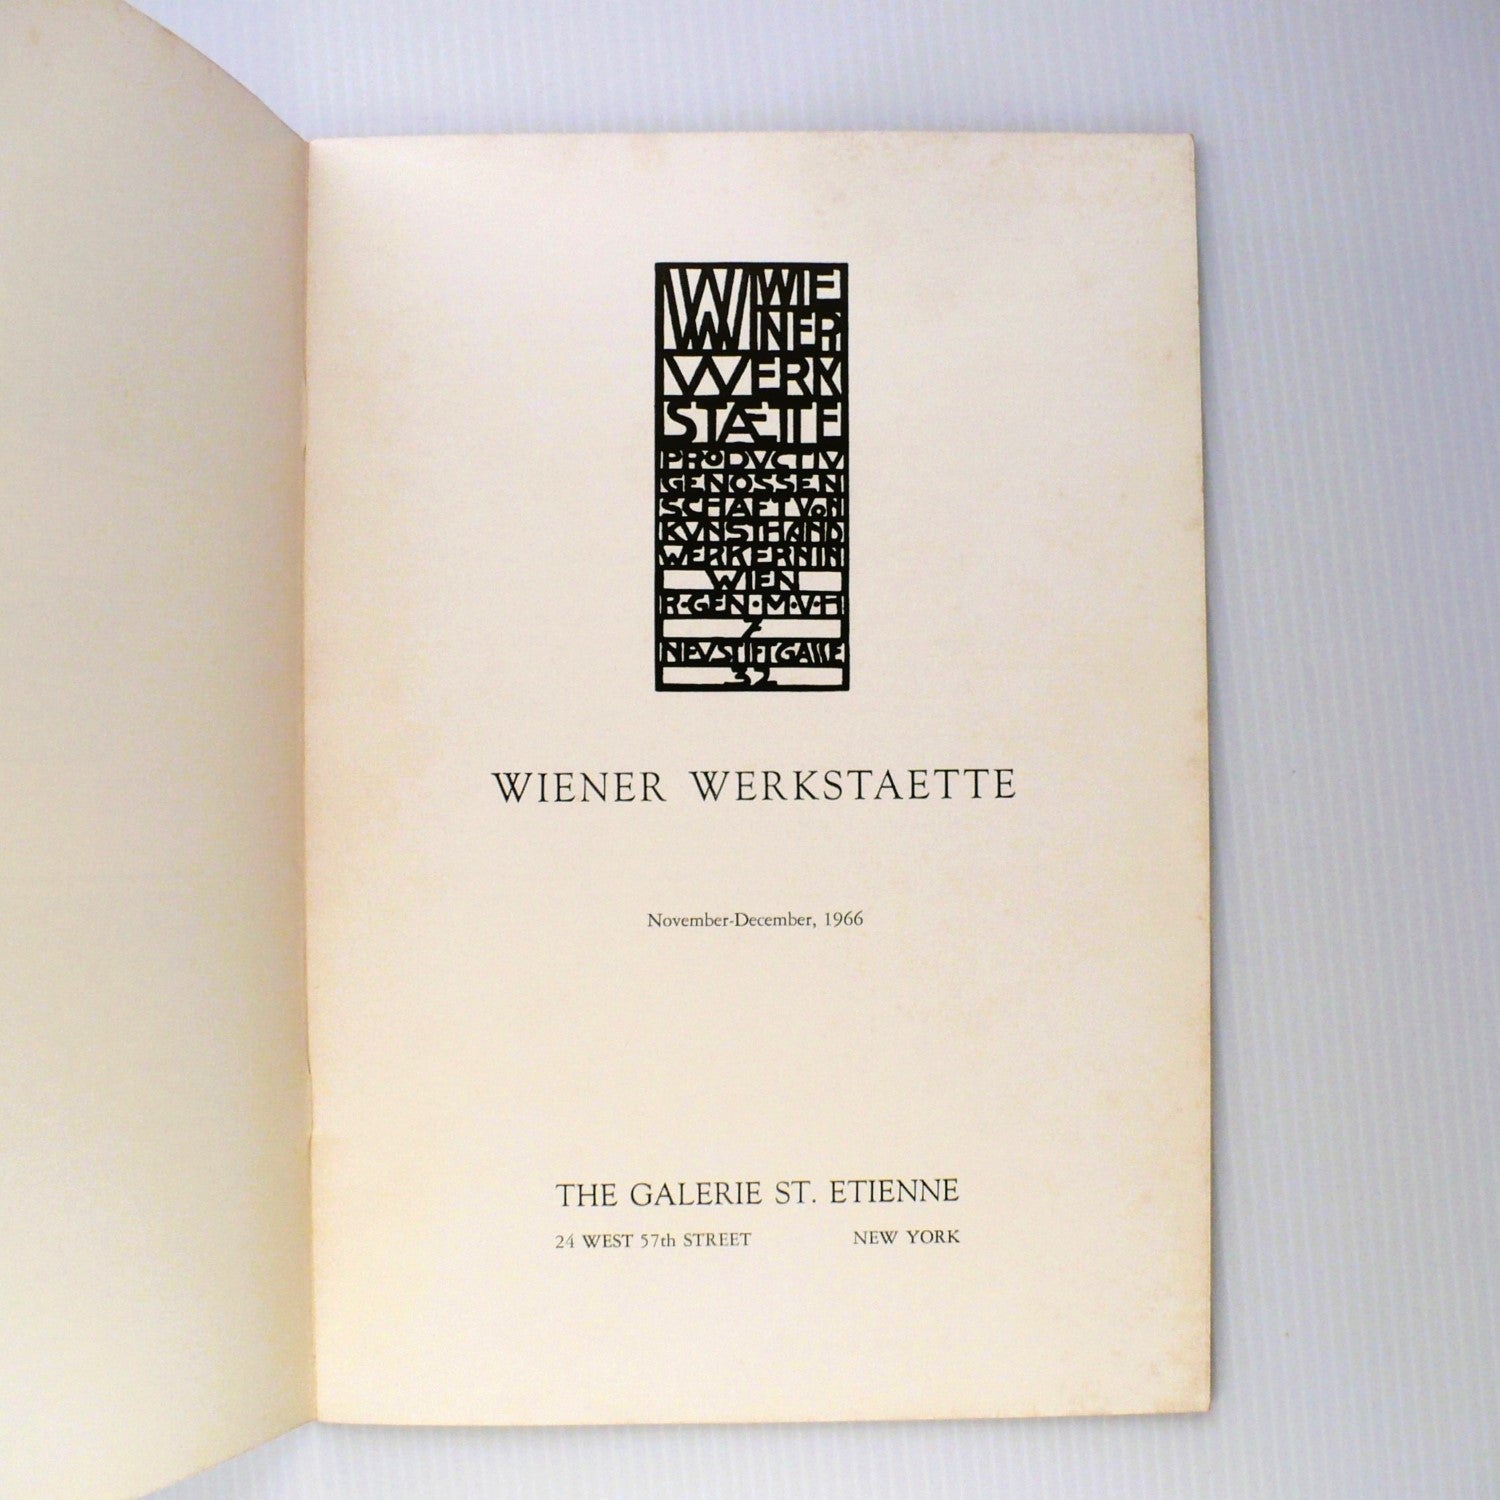 WW WIE
NER
WERK
STÆTTE
PRODVCTIV
GENOSSEN
SCHAFT VON
KVNSTHAND
WERKERN IN
WIEN
R·GEN·M·V·H
7
NEVSTIFTGASSE
32
WIENER WERKSTAETTE
November-December, 1966
THE GALERIE ST. ETIENNE
24 WEST 57th STREET NEW YORK